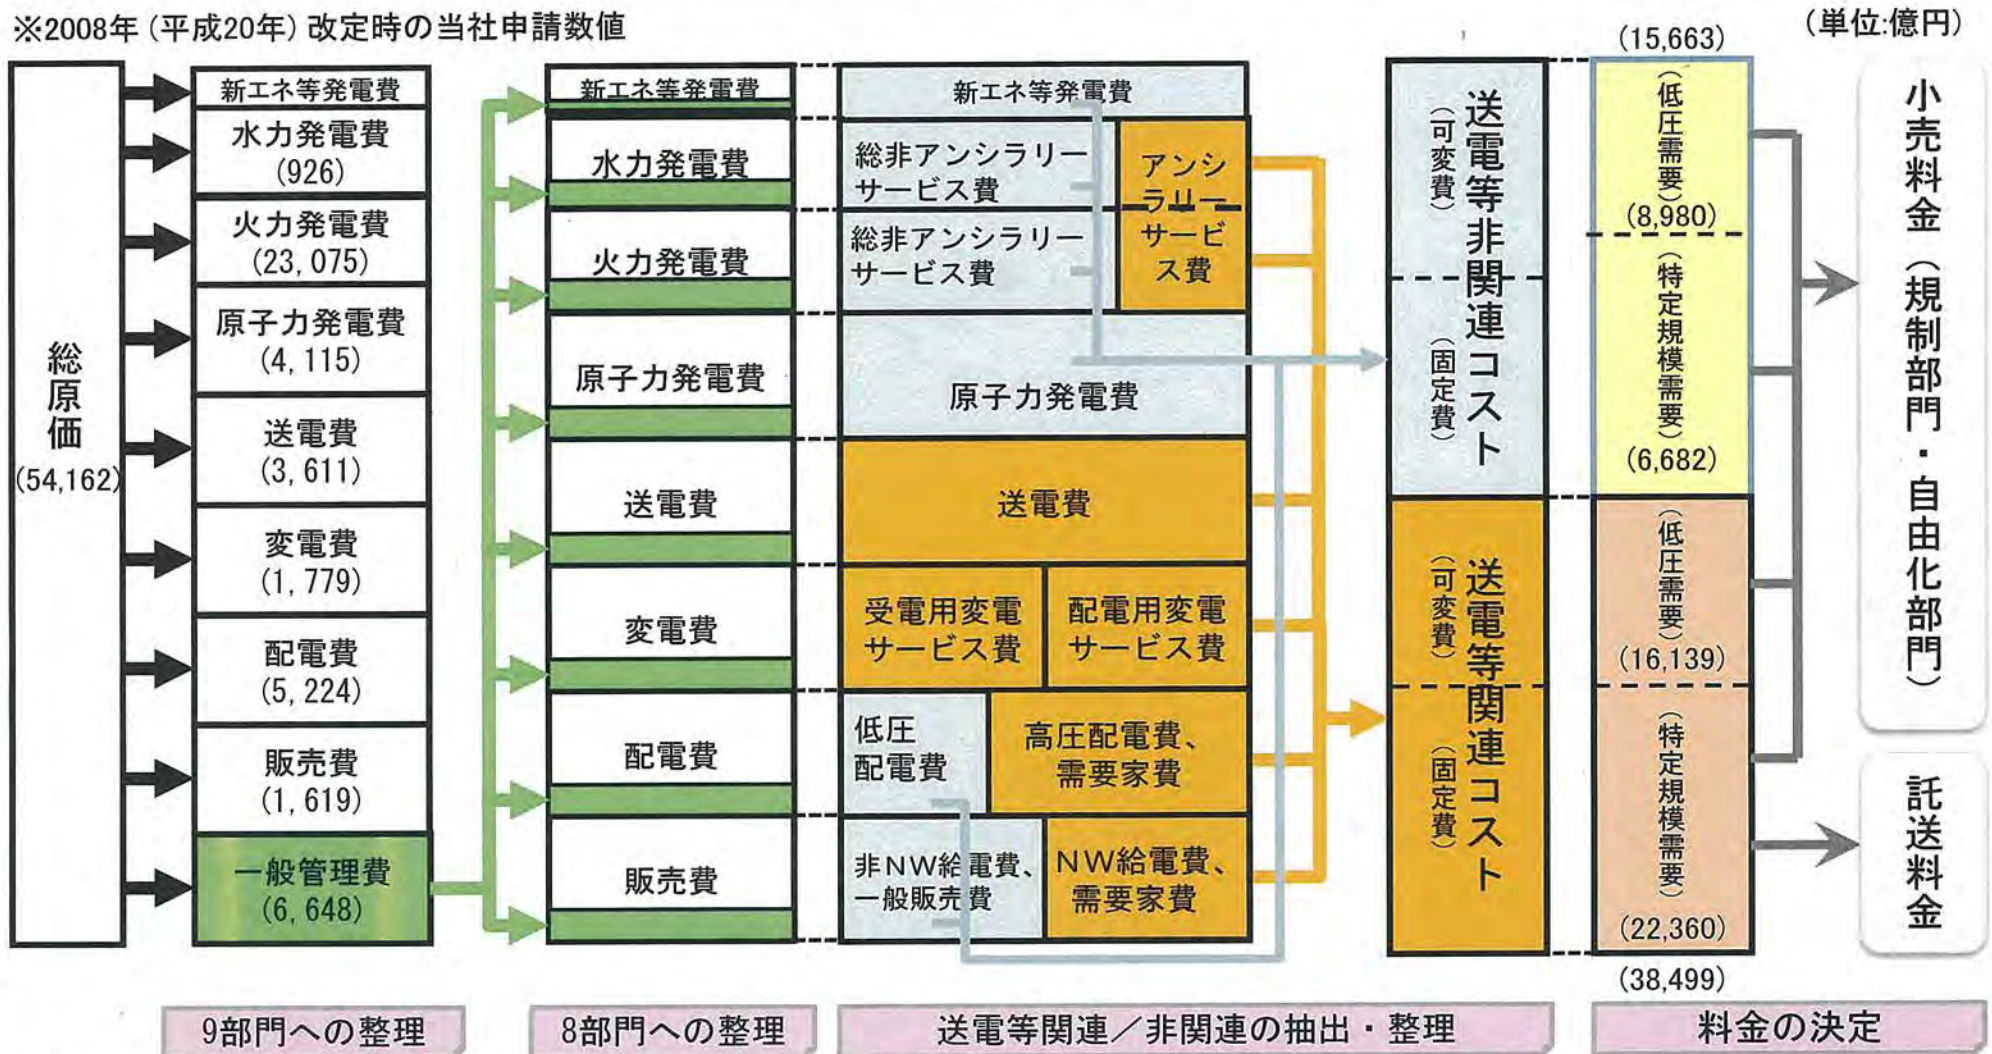 ※2008年(平成20年)改定時の当社申請数値
(単位:億円)
総原価
(54,162)
新エネ等発電費
水力発電費
(926)
火力発電費
(23,075)
原子力発電費
(4,115)
送電費
(3,611)
変電費
(1,779)
配電費
(5,224)
販売費
(1,619)
一般管理費
(6,648)
新エネ等発電費
水力発電費
火力発電費
原子力発電費
送電費
変電費
配電費
販売費
新エネ等発電費
総非アンシラリー
サービス費
アンシ
ラリー
サービ
ス費
総非アンシラリー
サービス費
原子力発電費
送電費
受電用変電
サービス費
配電用変電
サービス費
低圧
配電費
高圧配電費、
需要家費
非NW給電費、
一般販売費
NW給電費、
需要家費
送電等非関連コスト
(可変費)
(固定費)
送電等関連コスト
(可変費)
(固定費)
(15,663)
(低圧需要)
(8,980)
(特定規模需要)
(6,682)
(低圧需要)
(16,139)
(特定規模需要)
(22,360)
(38,499)
小売料金(規制部門・自由化部門)
託送料金
9部門への整理
8部門への整理
送電等関連/非関連の抽出・整理
料金の決定